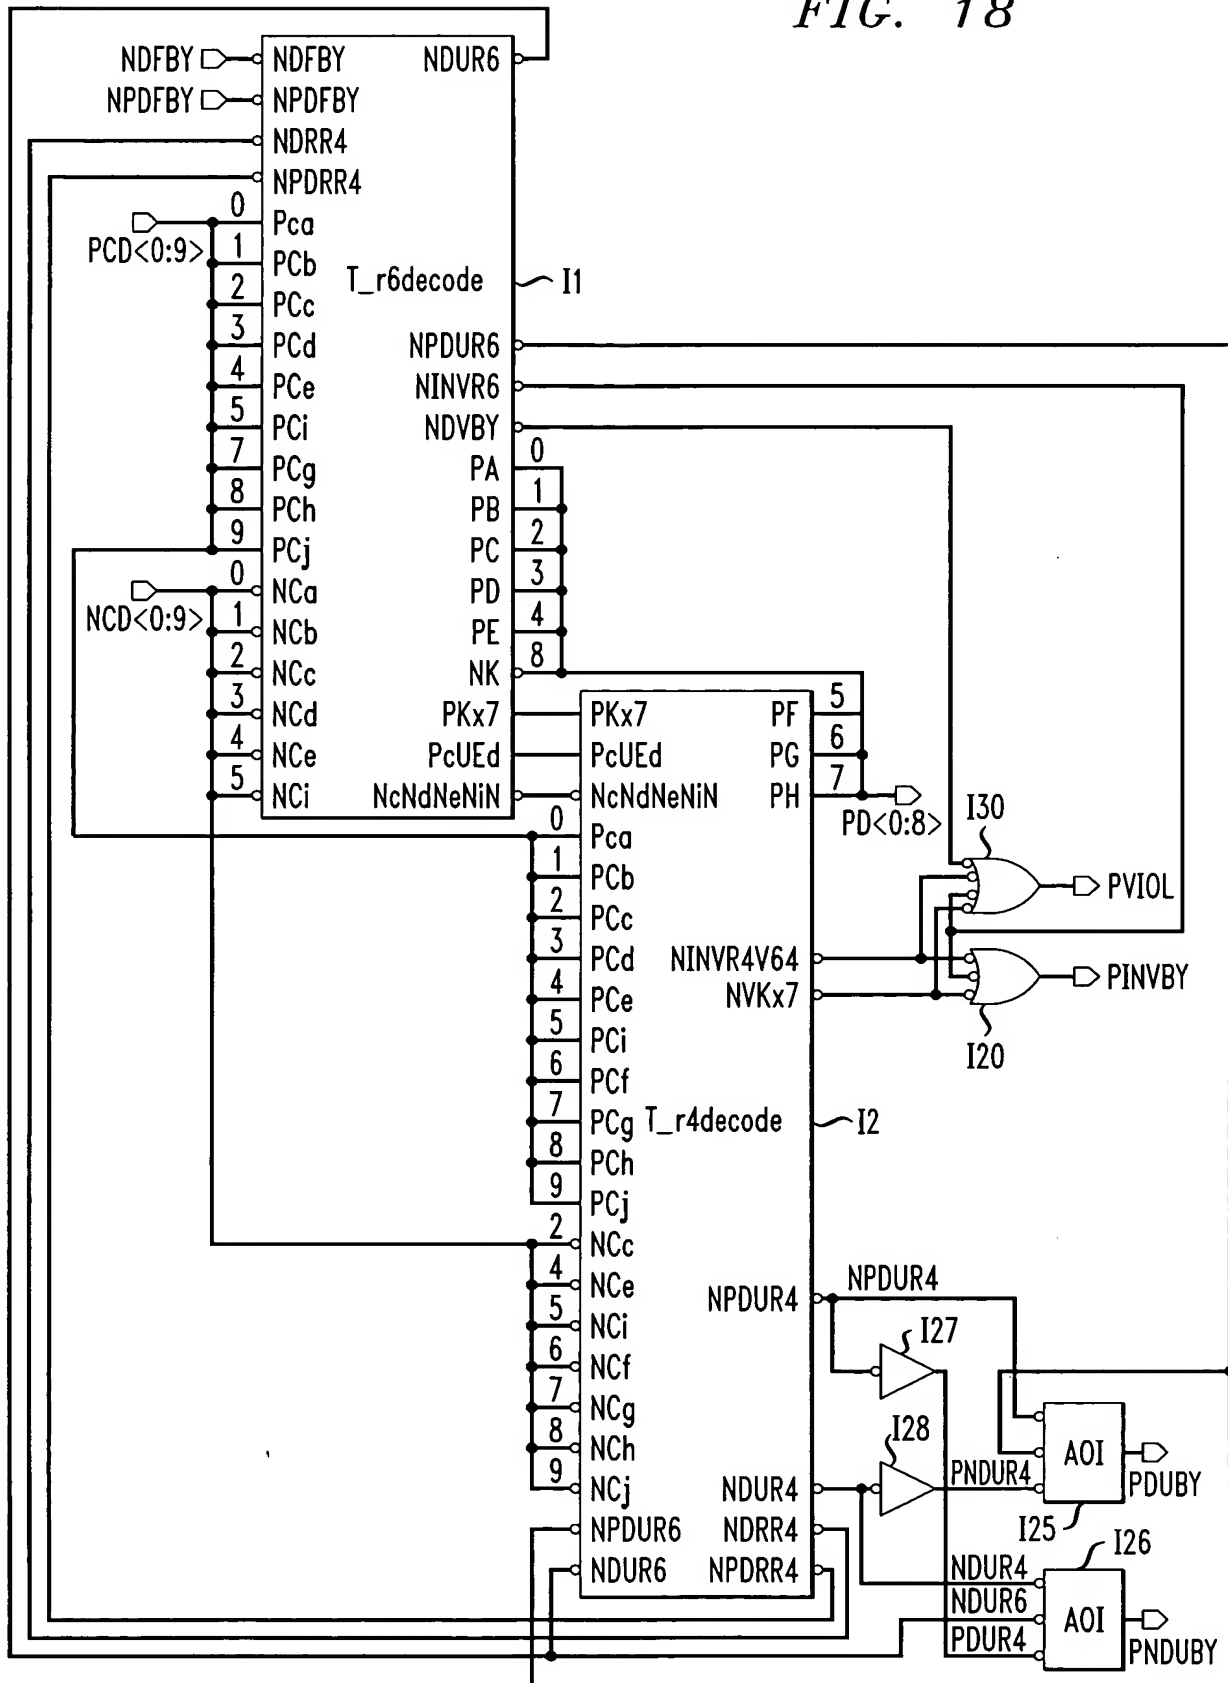 FIG. 18
NDFBY NDFBY NDUR6
NPDFBY NPDFBY
NDRR4
NPDRR4
0 Pca
PCD<0:9>
1 PCb
T_r6decode I1
2 PCc
3 PCd NPDUR6
4 PCe NINVR6
5 PCi NDVBY
7 PCg PA 0
8 PCh PB 1
9 PCj PC 2
0 NCa PD 3
NCD<0:9>
1 NCb PE 4
2 NCc NK 8
3 NCd PKx7 PKx7 PF 5
4 NCe PcUEd PcUEd PG 6
5 NCi NcNdNeNiN NcNdNeNiN PH 7
PD<0:8>
0 Pca
I30
1 PCb
PVIOL
2 PCc
3 PCd NINVR4V64
PINVBY
4 PCe NVKx7
5 PCi
I20
6 PCf
7 PCg T_r4decode I2
8 PCh
9 PCj
2 NCc
4 NCe NPDUR4 NPDUR4
5 NCi
I27
6 NCf
7 NCg
I28
8 NCh
AOI
PNDUR4
PDUBY
9 NCj NDUR4
I25
NPDUR6 NDRR4
I26
NDUR6 NPDRR4
NDUR4
NDUR6
AOI
PDUR4
PNDUBY